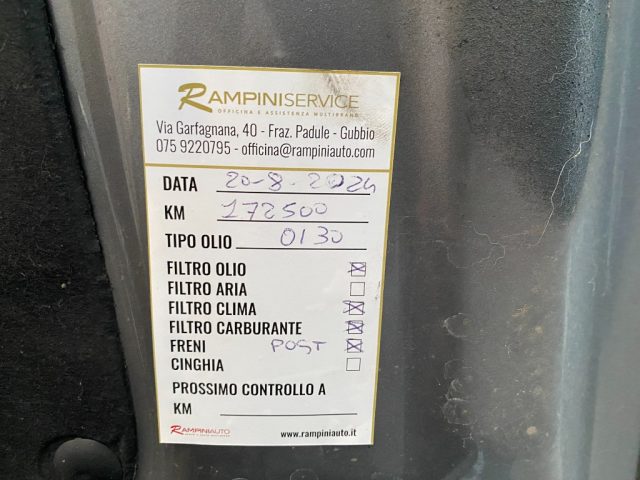 RAMPINISERVICE
OFFICINA E ASSISTENZA MULTIBRAND
Via Garfagnana, 40 - Fraz. Padule - Gubbio
075 9220795 - officina@rampiniauto.com
DATA 20-8-2024
KM 172500
TIPO OLIO 0130
FILTRO OLIO
FILTRO ARIA
FILTRO CLIMA
FILTRO CARBURANTE
FRENI POST
CINGHIA
PROSSIMO CONTROLLO A
KM
RAMPINIAUTO
www.rampiniauto.it